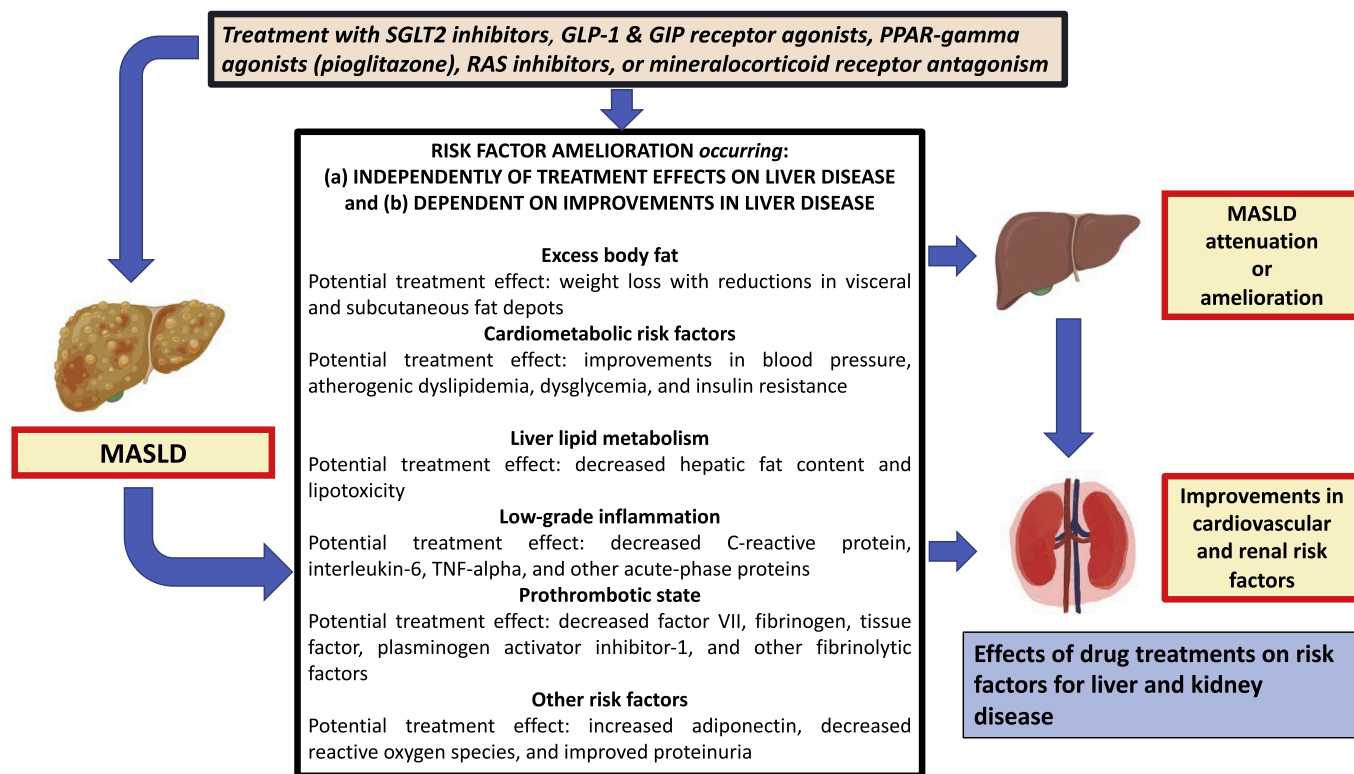 Treatment with SGLT2 inhibitors, GLP-1 & GIP receptor agonists, PPAR-gamma
agonists (pioglitazone), RAS inhibitors, or mineralocorticoid receptor antagonism
RISK FACTOR AMELIORATION occurring:
(a) INDEPENDENTLY OF TREATMENT EFFECTS ON LIVER DISEASE
and (b) DEPENDENT ON IMPROVEMENTS IN LIVER DISEASE
Excess body fat
Potential treatment effect: weight loss with reductions in visceral
and subcutaneous fat depots
Cardiometabolic risk factors
Potential treatment effect: improvements in blood pressure,
atherogenic dyslipidemia, dysglycemia, and insulin resistance
Liver lipid metabolism
Potential treatment effect: decreased hepatic fat content and
lipotoxicity
Low-grade inflammation
Potential treatment effect: decreased C-reactive protein,
interleukin-6, TNF-alpha, and other acute-phase proteins
Prothrombotic state
Potential treatment effect: decreased factor VII, fibrinogen, tissue
factor, plasminogen activator inhibitor-1, and other fibrinolytic
factors
Other risk factors
Potential treatment effect: increased adiponectin, decreased
reactive oxygen species, and improved proteinuria
MASLD
MASLD
attenuation
or
amelioration
Improvements in
cardiovascular
and renal risk
factors
Effects of drug treatments on risk
factors for liver and kidney
disease